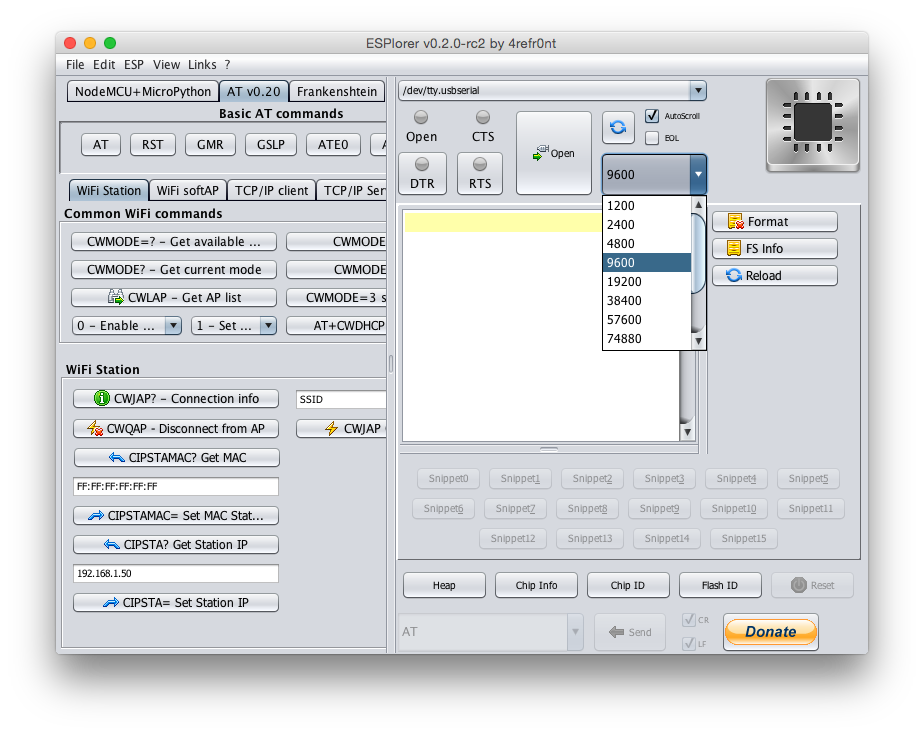 ESPlorer v0.2.0-rc2 by 4refr0nt
File Edit ESP View Links ?
NodeMCU+MicroPython AT v0.20 Frankenshtein
Basic AT commands
AT RST GMR GSLP ATE0 A
WiFi Station WiFi softAP TCP/IP client TCP/IP Ser
Common WiFi commands
CWMODE=? - Get available ... CWMODE
CWMODE? - Get current mode CWMOD
CWLAP - Get AP list CWMODE=3 s
0 - Enable ... 1 - Set ... AT+CWDHCP
WiFi Station
CWJAP? - Connection info SSID
CWQAP - Disconnect from AP CWJAP
CIPSTAMAC? Get MAC
FF:FF:FF:FF:FF:FF
CIPSTAMAC= Set MAC Stat...
CIPSTA? Get Station IP
192.168.1.50
CIPSTA= Set Station IP
/dev/tty.usbserial
Open CTS
DTR RTS
Open
AutoScroll
EOL
9600
1200
2400
4800
9600
19200
38400
57600
74880
Format
FS Info
Reload
Snippet0 Snippet1 Snippet2 Snippet3 Snippet4 Snippet5
Snippet6 Snippet7 Snippet8 Snippet9 Snippet10 Snippet11
Snippet12 Snippet13 Snippet14 Snippet15
Heap Chip Info Chip ID Flash ID Reset
AT Send CR LF Donate